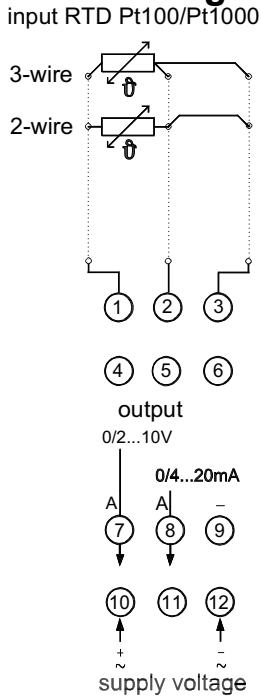 input RTD Pt100/Pt1000
3-wire
ϑ
2-wire
ϑ
1 2 3
4 5 6
output
0/2...10V
0/4...20mA
A A –
7 8 9
10 11 12
+ –
~ ~
supply voltage